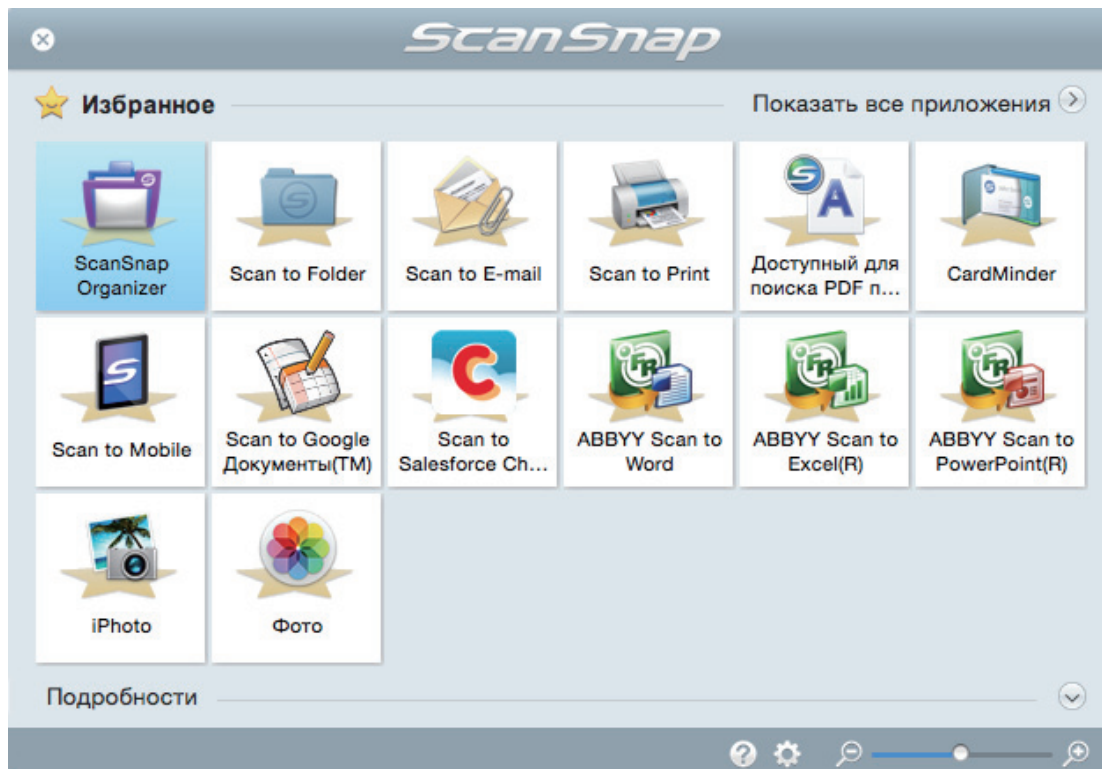 ScanSnap
Избранное
Показать все приложения
ScanSnap
Organizer
Scan to Folder
Scan to E-mail
Scan to Print
Доступный для
поиска PDF п...
CardMinder
Scan to Mobile
Scan to Google
Документы(TM)
Scan to
Salesforce Ch...
ABBYY Scan to
Word
ABBYY Scan to
Excel(R)
ABBYY Scan to
PowerPoint(R)
iPhoto
Фото
Подробности